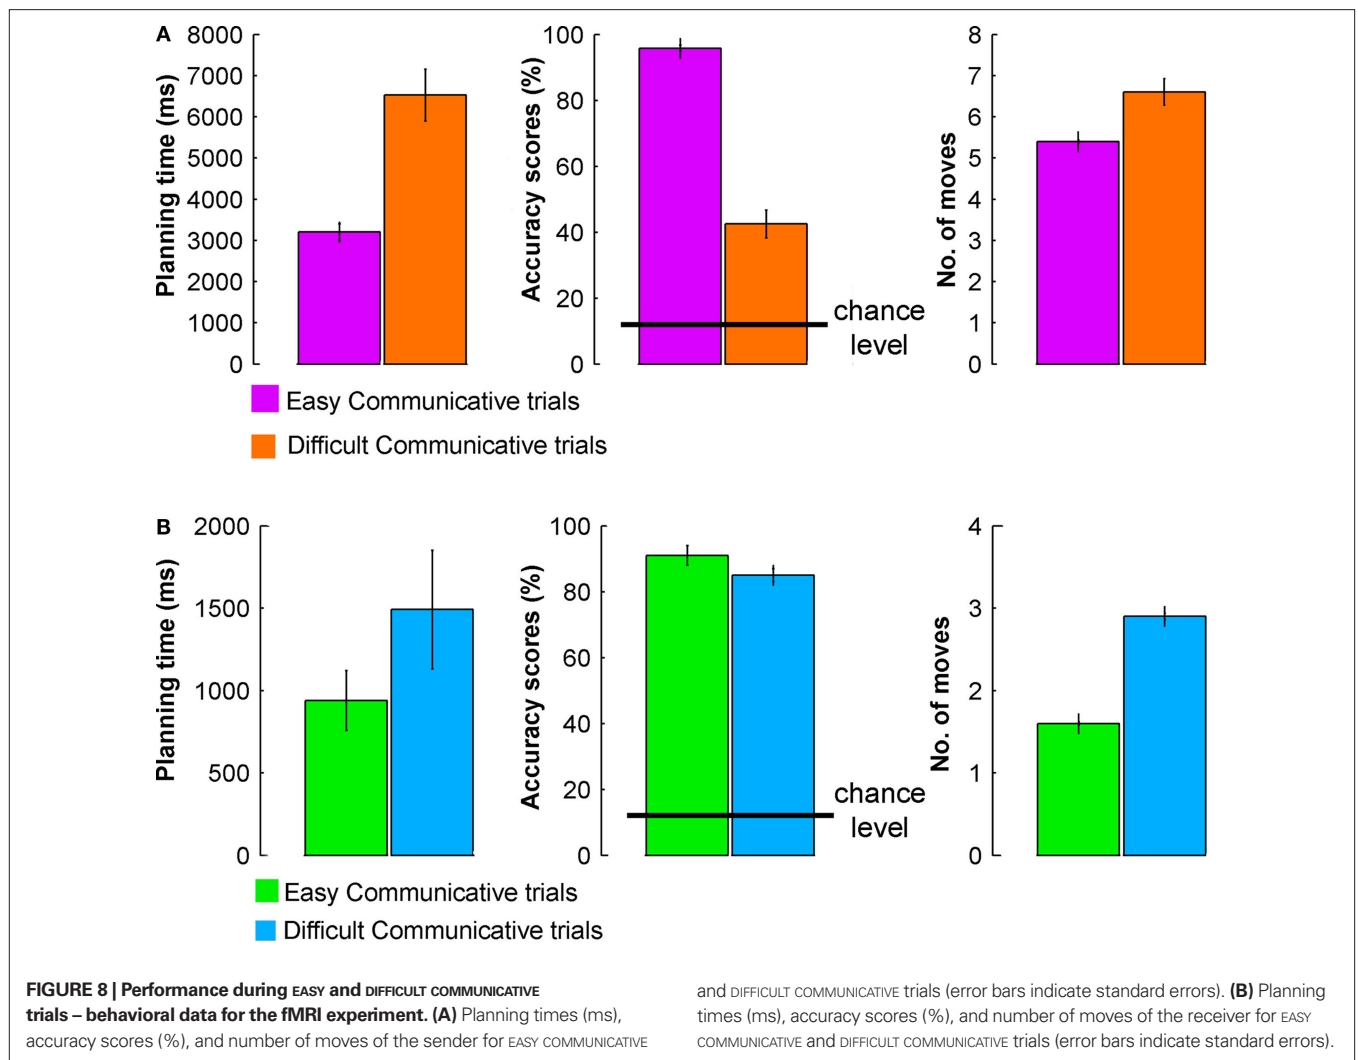 A
8000
7000
6000
5000
4000
3000
2000
1000
0
Planning time (ms)
100
80
60
40
20
0
Accuracy scores (%)
chance
level
8
7
6
5
4
3
2
1
0
No. of moves
Easy Communicative trials
Difficult Communicative trials
B
2000
1500
1000
500
0
Planning time (ms)
100
80
60
40
20
0
Accuracy scores (%)
chance
level
4
3
2
1
0
No. of moves
Easy Communicative trials
Difficult Communicative trials
FIGURE 8 | Performance during EASY and DIFFICULT COMMUNICATIVE
trials – behavioral data for the fMRI experiment. (A) Planning times (ms),
accuracy scores (%), and number of moves of the sender for EASY COMMUNICATIVE
and DIFFICULT COMMUNICATIVE trials (error bars indicate standard errors). (B) Planning
times (ms), accuracy scores (%), and number of moves of the receiver for EASY
COMMUNICATIVE and DIFFICULT COMMUNICATIVE trials (error bars indicate standard errors).